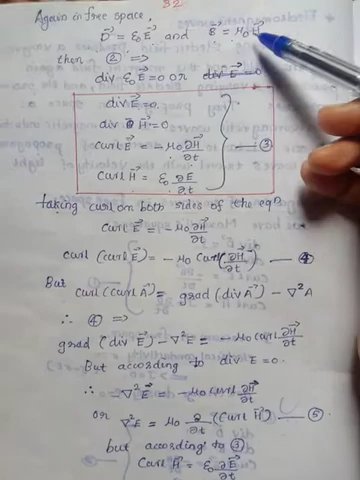 32
Again in free space,
D⃗ = ε₀E⃗ and B⃗ = μ₀H⃗
then ② ⇒
div ε₀E⃗ = 0 or div E⃗ = 0
div E⃗ = 0.
div H⃗ = 0
curl E⃗ = - μ₀ ∂H⃗/∂t — ③
curl H⃗ = ε₀ ∂E/∂t
Taking curl on both sides of the eqⁿ
curl E⃗ = - μ₀ ∂H⃗/∂t
curl (curl E⃗) = - μ₀ curl (∂H⃗/∂t) — ④
But
curl (curl A⃗) = grad (div A⃗) - ∇²A
∴ ④ ⇒
grad (div E⃗) - ∇²E = - μ₀ curl ∂H⃗/∂t
But according to div E = 0.
∴ - ∇²E⃗ = - μ₀ curl ∂H⃗/∂t
or ∇²E = μ₀ ∂/∂t (curl H⃗) — ⑤
but according to ③
curl H⃗ = ε₀ ∂E⃗/∂t